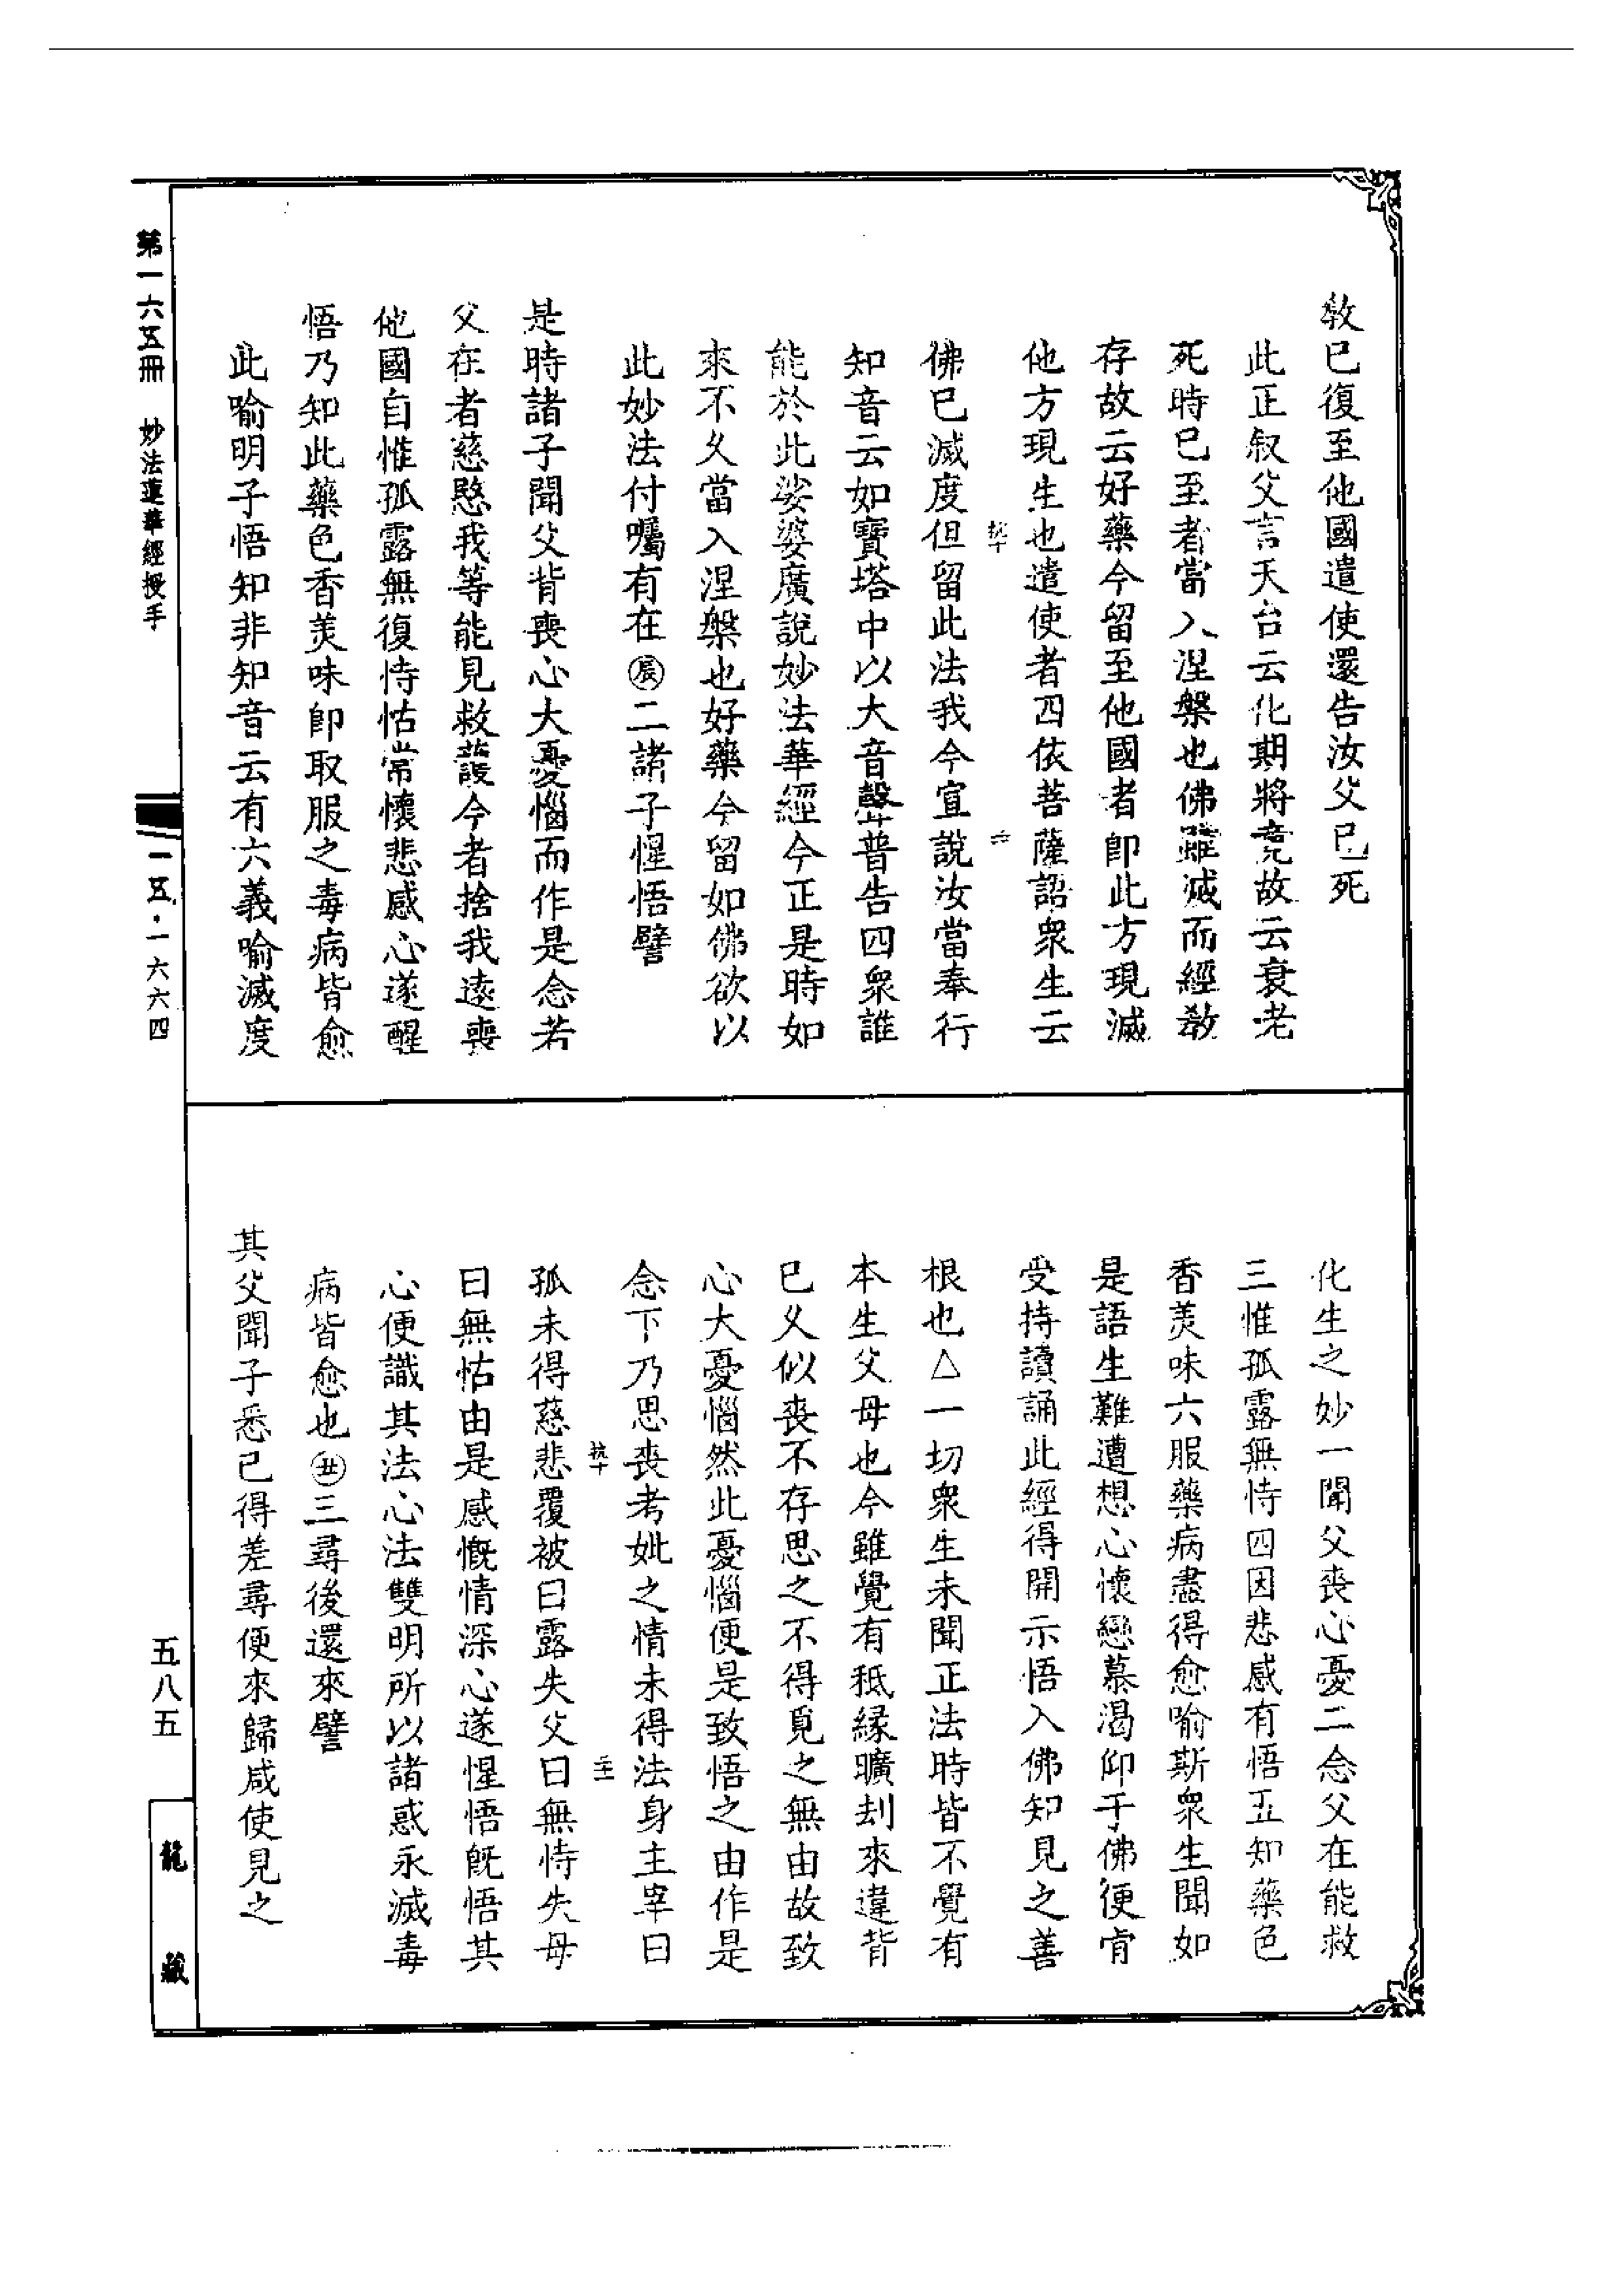 教已復至他國遣使還告汝父已死
此正叙父言天台云化期將竟故云衰老
死時已至者當入涅槃也佛雖滅而經教
存故云好藥今留至他國者卽此方現滅
他方現生也遣使者四依菩薩語衆生云
佛已滅度但留此法我今宣說汝當奉行
知音云如寶塔中以大音聲普告四衆誰
能於此娑婆廣說妙法華經今正是時如
來不久當入涅槃也好藥今留如佛欲以
此妙法付囑有在㊉二諸子惺悟譬
是時諸子聞父背喪心大憂惱而作是念若
父在者慈愍我等能見救護今者捨我遠喪
他國自惟孤露無復恃怙常懷悲感心遂醒
悟乃知此藥色香美味卽取服之毒病皆愈
此喻明子悟知非知音云有六義喻滅度
化生之妙一聞父喪心憂二念父在能救
三惟孤露無恃四因悲感有悟五知藥色
香美味六服藥病盡得愈喻斯衆生聞如
是語生難遭想心懷戀慕渴仰于佛便肯
受持讀誦此經得開示悟入佛知見之善
根也△一切衆生未聞正法時皆不覺有
本生父母也今雖覺有秪緣曠刦來違背
已久似喪不存思之不得覓之無由故致
心大憂惱然此憂惱便是致悟之由作是
念下乃思喪考妣之情未得法身主宰曰
孤未得慈悲覆被曰露失父曰無恃失母
曰無怙由是感慨情深心遂惺悟旣悟其
心便識其法心法雙明所以諸惑永滅毒
病皆愈也㊉三尋後還來譬
其父聞子悉已得差尋便來歸咸使見之
第一六五冊　妙法蓮華經授手
一五·一六六四
五八五
龍藏